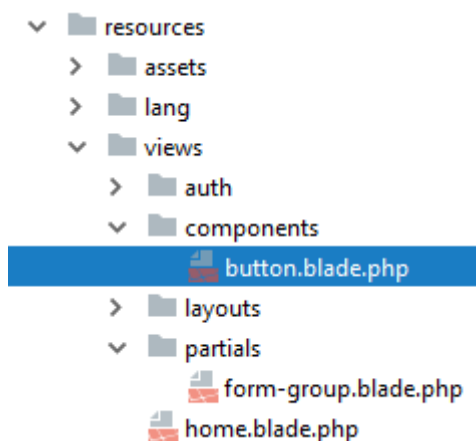 resources
assets
lang
views
auth
components
button.blade.php
layouts
partials
form-group.blade.php
home.blade.php